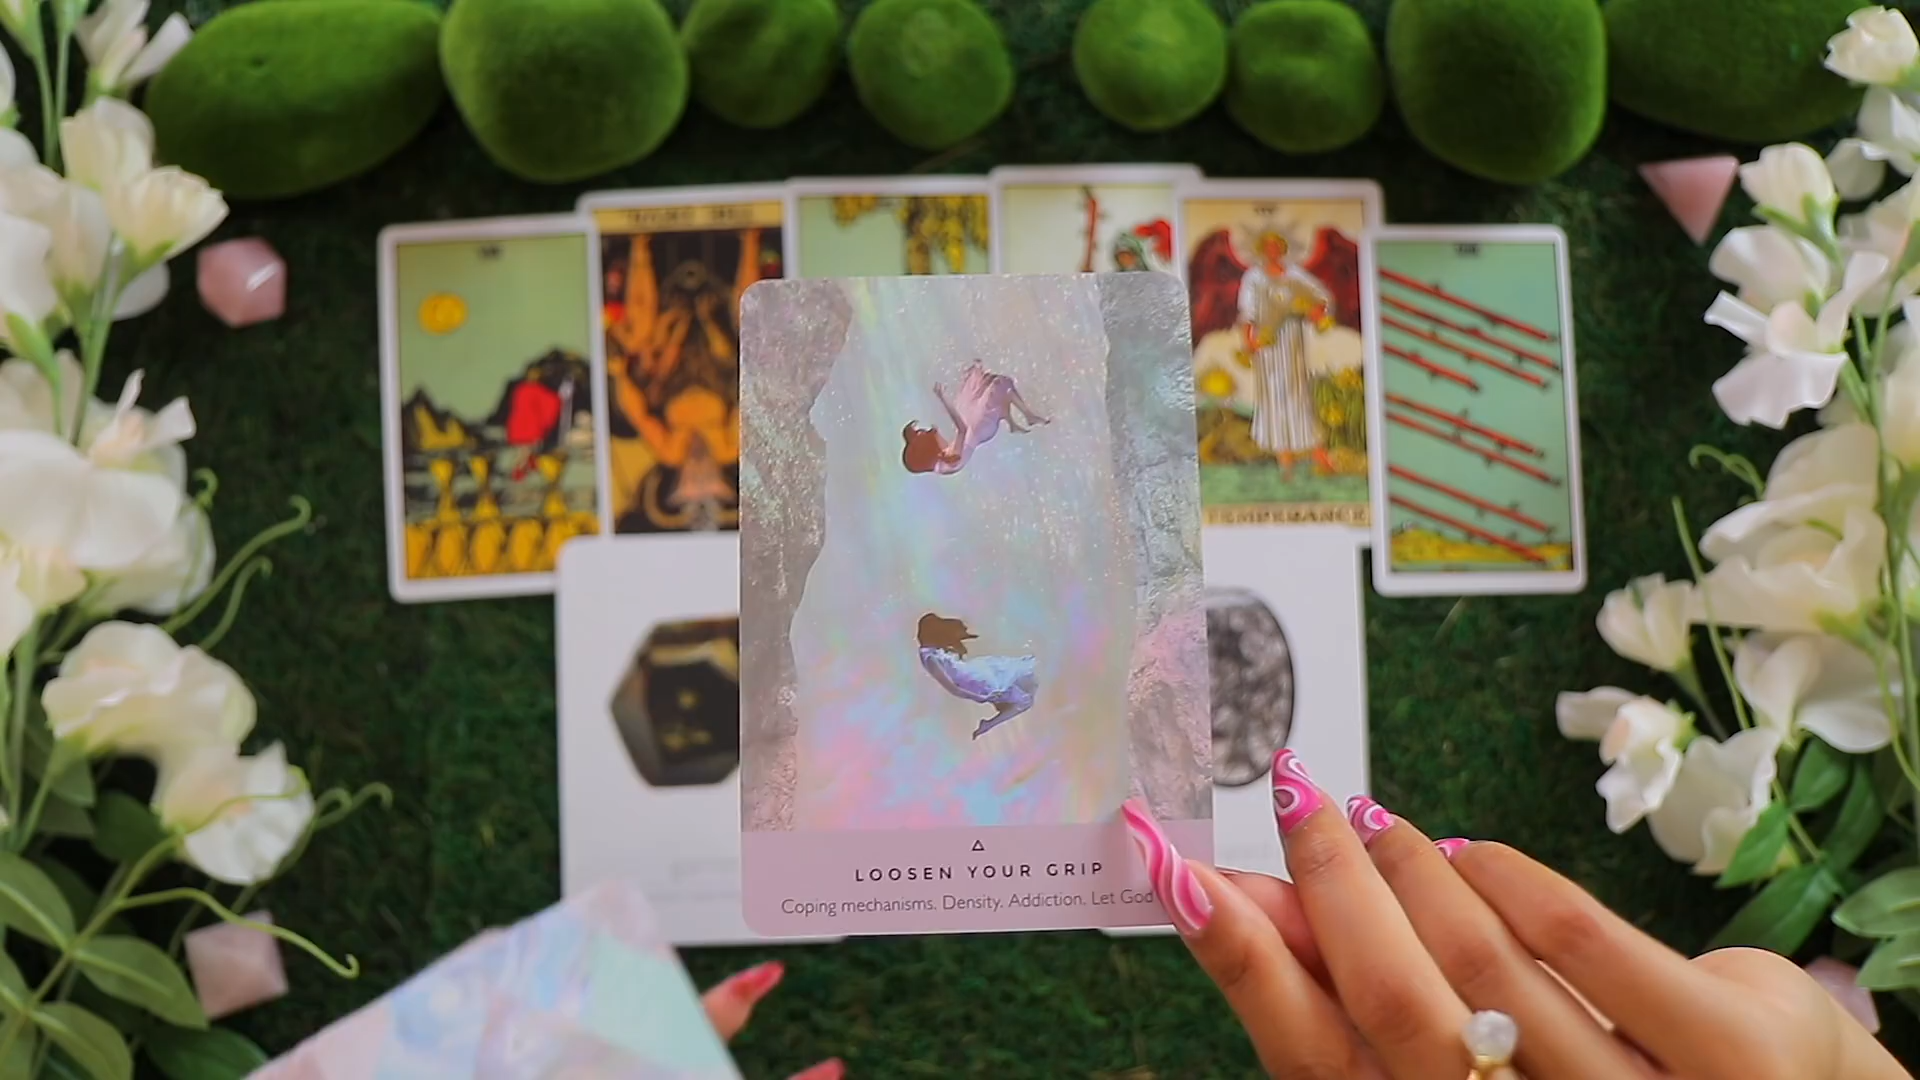 TEMPERANCE
LOOSEN YOUR GRIP
Coping mechanisms. Density. Addiction. Let God